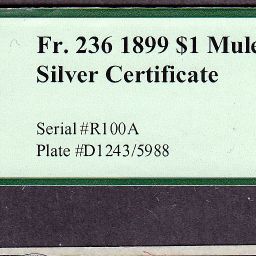 Fr. 236 1899 $1 Mule
Silver Certificate
Serial #R100A
Plate #D1243/5988